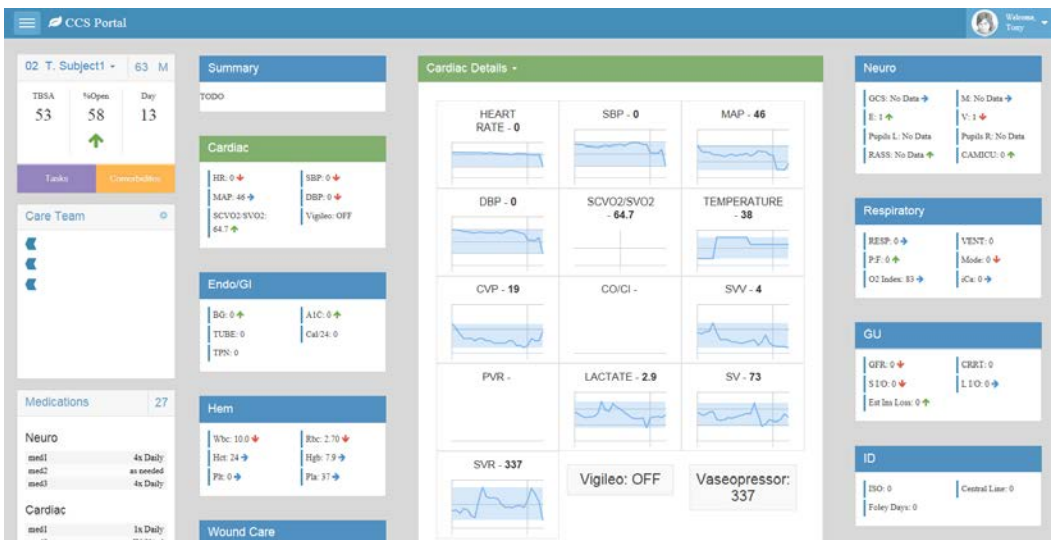 CCS Portal
Welcome,
Tony
02 T. Subject1
63 M
TBSA
%Open
Day
53
58
13
Tasks
Comorbidities
Care Team
Medications
27
Neuro
med1 4x Daily
med2 as needed
med3 4x Daily
Cardiac
med1 1x Daily
Summary
TODO
Cardiac
HR: 0
SBP: 0
MAP: 46
DBP: 0
SCVO2/SVO2:
64.7
Vigileo: OFF
Endo/GI
BG: 0
A1C: 0
TUBE: 0
Cal/24: 0
TPN: 0
Hem
Wbc: 10.0
Rbc: 2.70
Hct: 24
Hgb: 7.9
Plt: 0
Pla: 37
Wound Care
Cardiac Details
HEART
RATE - 0
SBP - 0
MAP - 46
DBP - 0
SCVO2/SVO2
- 64.7
TEMPERATURE
- 38
CVP - 19
CO/CI -
SVV - 4
PVR -
LACTATE - 2.9
SV - 73
SVR - 337
Vigileo: OFF
Vaseopressor:
337
Neuro
GCS: No Data
M: No Data
E: 1
V: 1
Pupils L: No Data
Pupils R: No Data
RASS: No Data
CAMICU: 0
Respiratory
RESP: 0
VENT: 0
P:F: 0
Mode: 0
O2 Index: 83
iCa: 0
GU
GFR: 0
CRRT: 0
S I/O: 0
L I/O: 0
Est Ins Loss: 0
ID
ISO: 0
Central Line: 0
Foley Days: 0